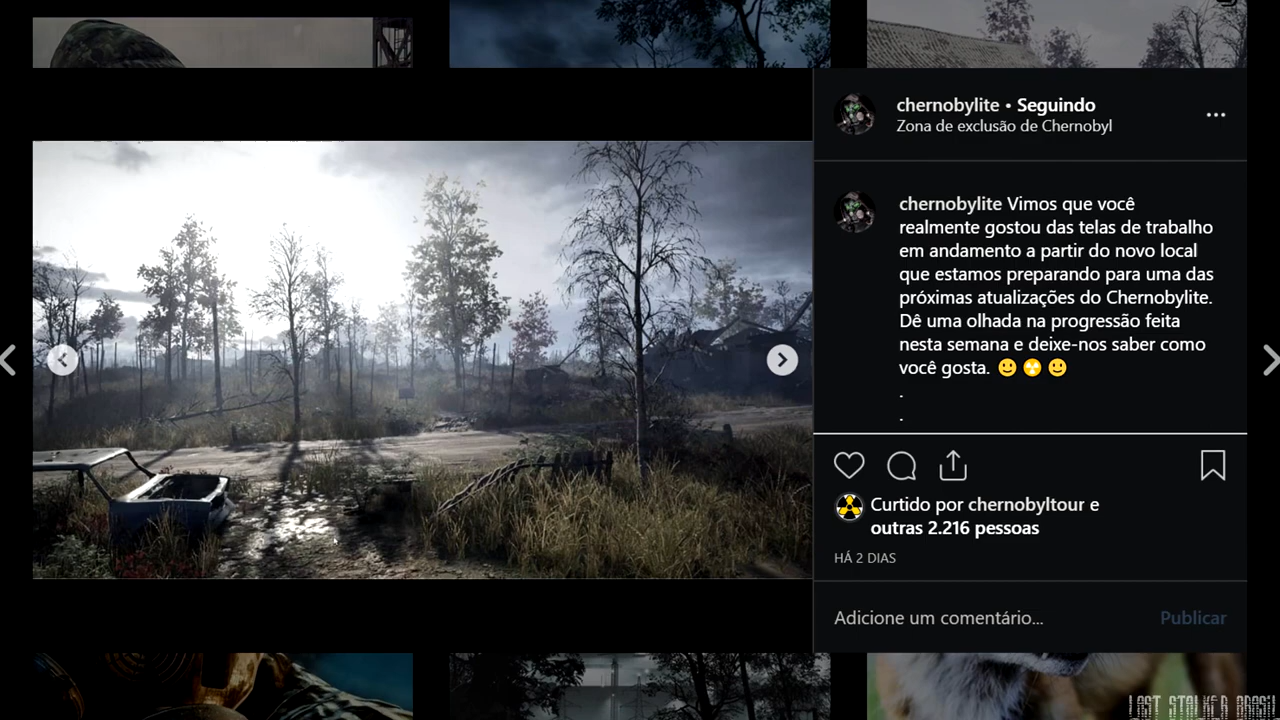 chernobylite • Seguindo
Zona de exclusão de Chernobyl
chernobylite Vimos que você
realmente gostou das telas de trabalho
em andamento a partir do novo local
que estamos preparando para uma das
próximas atualizações do Chernobylite.
Dê uma olhada na progressão feita
nesta semana e deixe-nos saber como
você gosta. 🙂 ☢️ 🙂
.
.
Curtido por chernobyltour e
outras 2.216 pessoas
HÁ 2 DIAS
Adicione um comentário... Publicar
LAST STALKER BRASIL